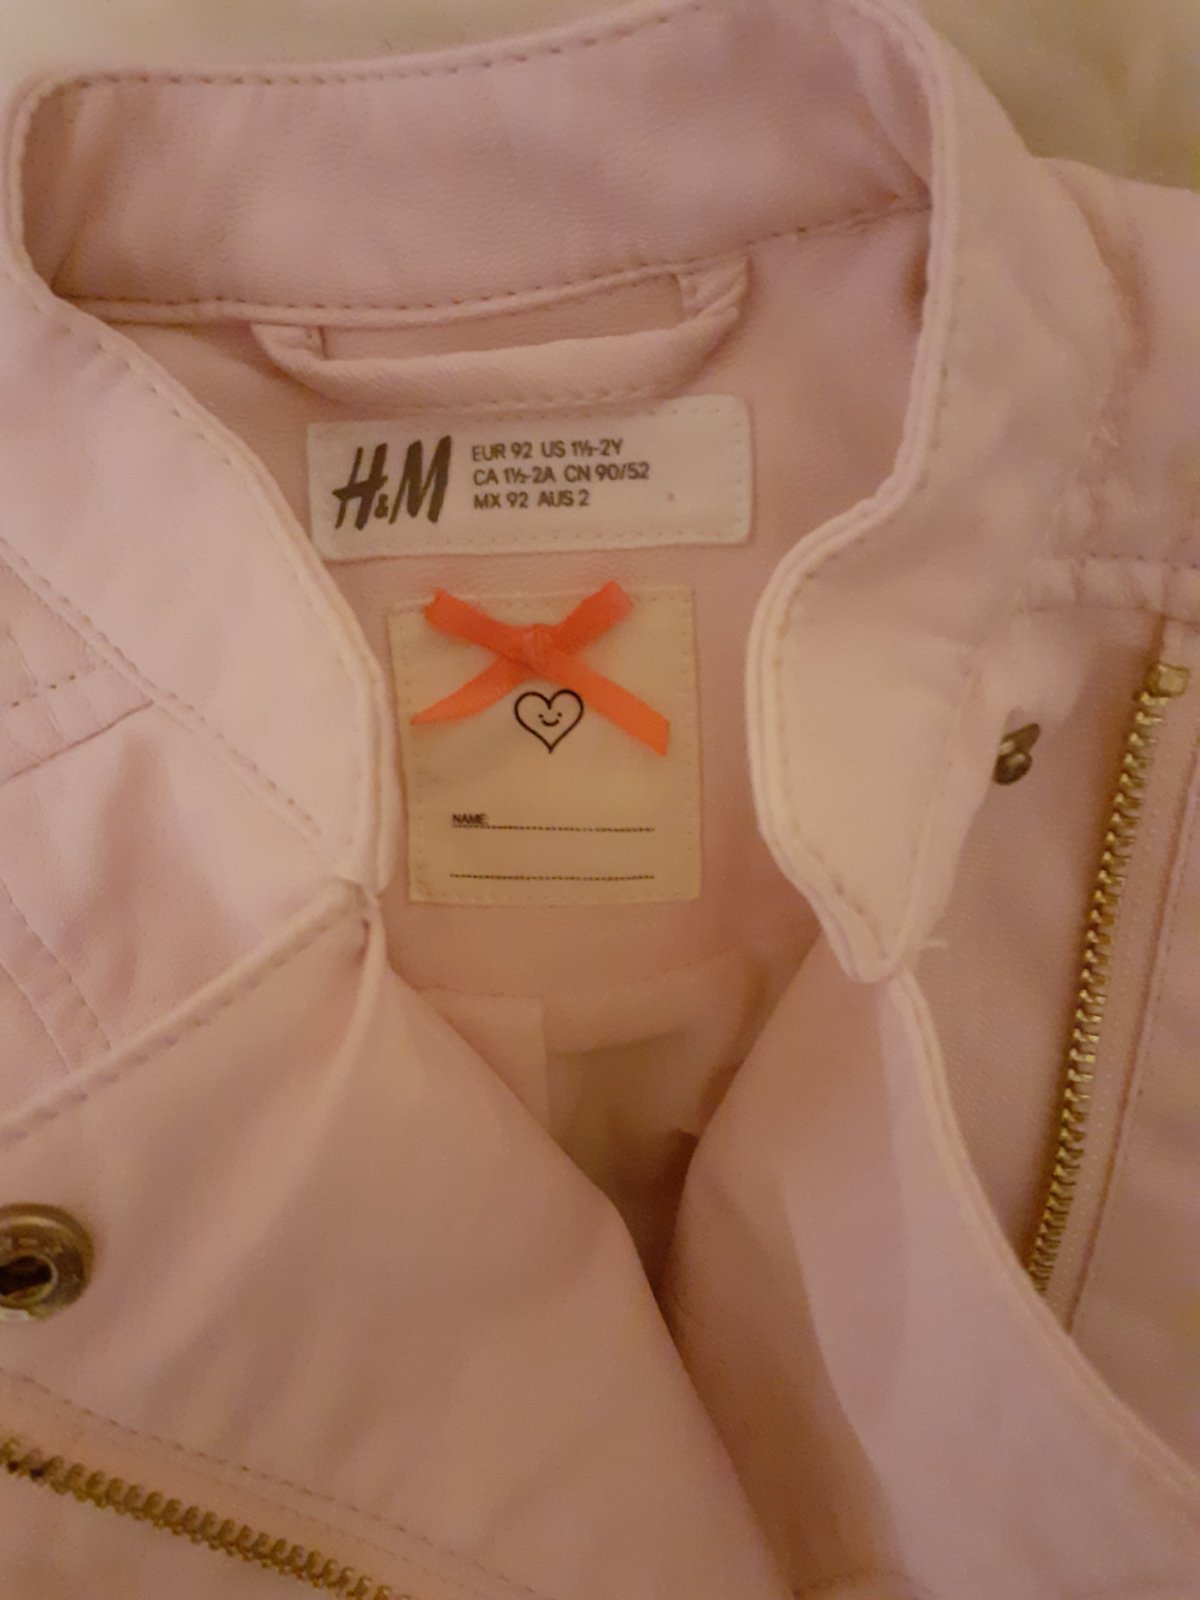 H&M
EUR 92 US 1½-2Y
CA 1½-2A CN 90/52
MX 92 AUS 2
NAME: